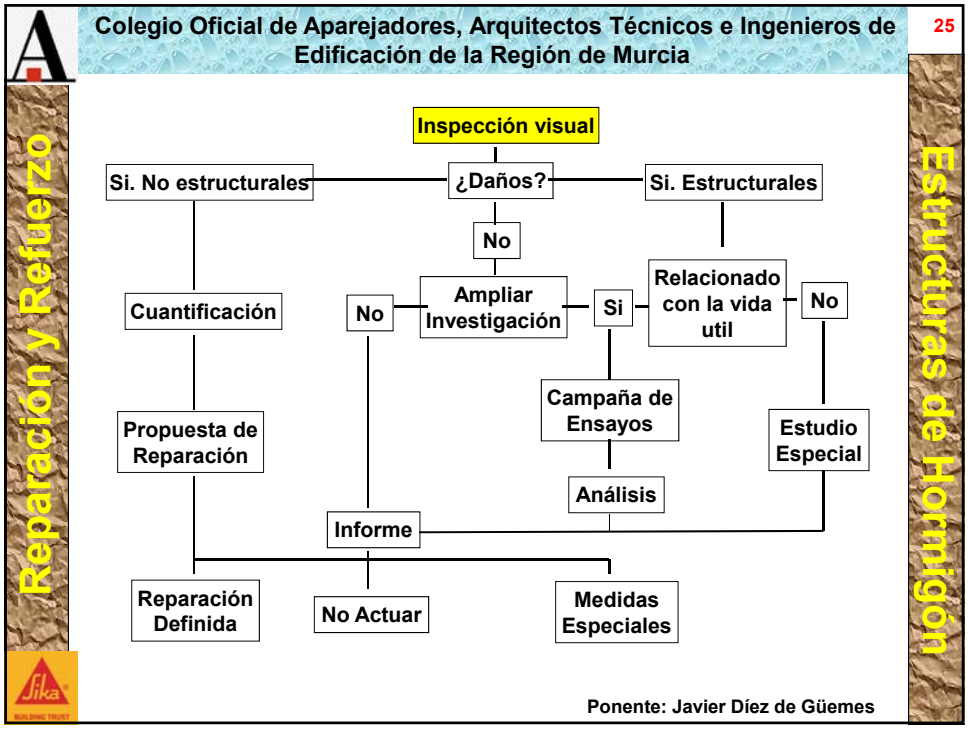 Colegio Oficial de Aparejadores, Arquitectos Técnicos e Ingenieros de
Edificación de la Región de Murcia
25
Reparación y Refuerzo
Estructuras de Hormigón
Inspección visual
Si. No estructurales
¿Daños?
Si. Estructurales
No
Cuantificación
No
Ampliar
Investigación
Si
Relacionado
con la vida
util
No
Propuesta de
Reparación
Campaña de
Ensayos
Estudio
Especial
Análisis
Informe
Reparación
Definida
No Actuar
Medidas
Especiales
Sika
BUILDING TRUST
Ponente: Javier Díez de Güemes